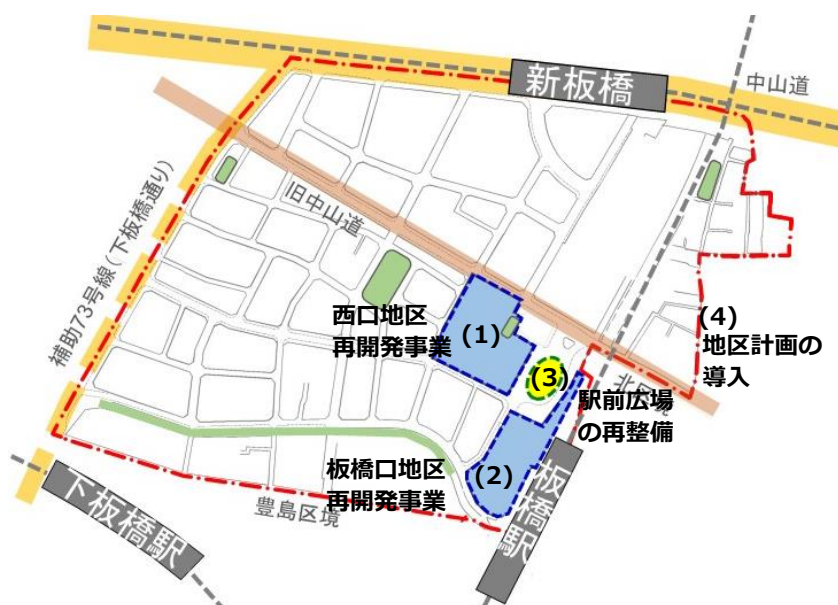 新板橋
中山道
旧中山道
補助73号線(下板橋通り)
西口地区
再開発事業
(1)
(4)
地区計画の
導入
(3)
北区境
駅前広場
の再整備
板橋口地区
再開発事業
(2)
豊島区境
下板橋駅
板橋駅